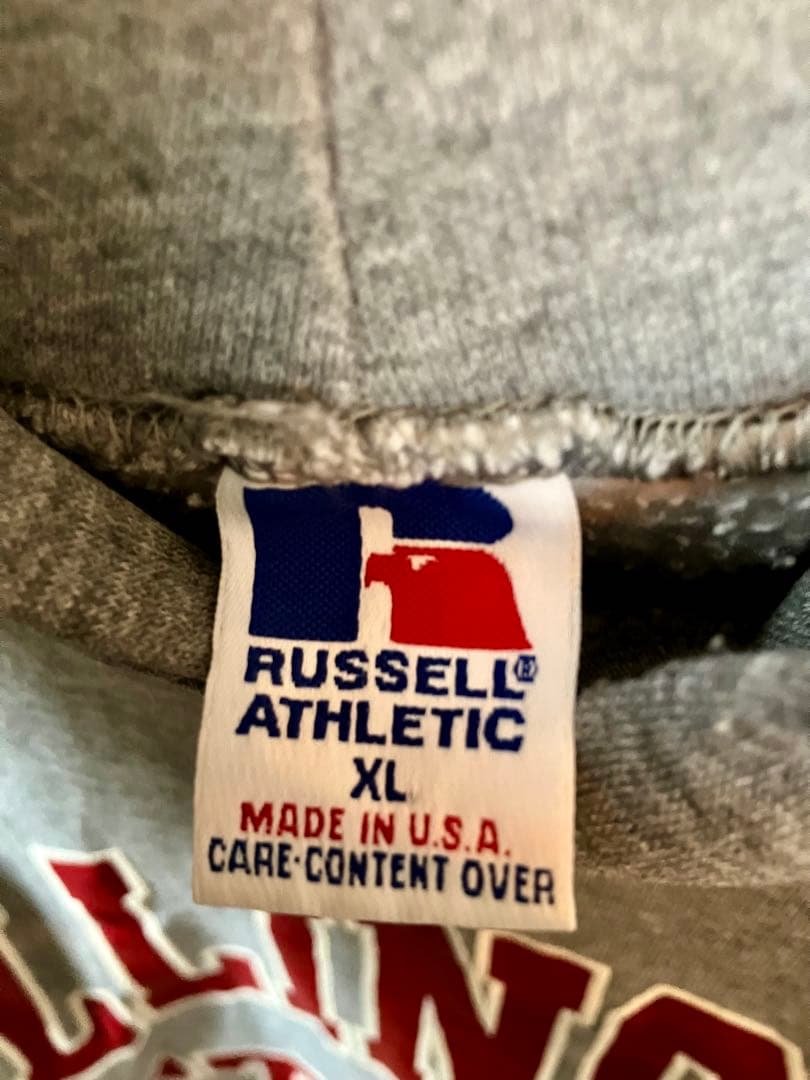 RUSSELL®
ATHLETIC
XL
MADE IN U.S.A.
CARE·CONTENT OVER